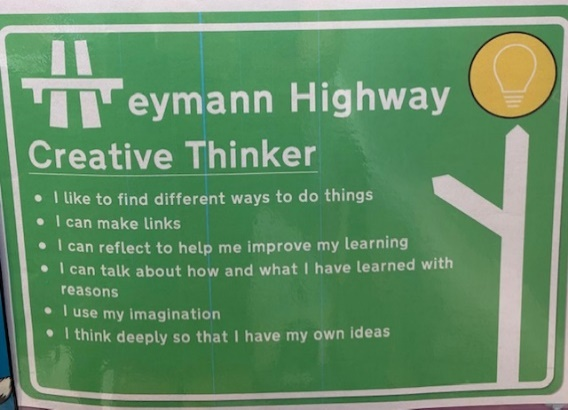 Heymann Highway
Creative Thinker
• I like to find different ways to do things
• I can make links
• I can reflect to help me improve my learning
• I can talk about how and what I have learned with
reasons
• I use my imagination
• I think deeply so that I have my own ideas